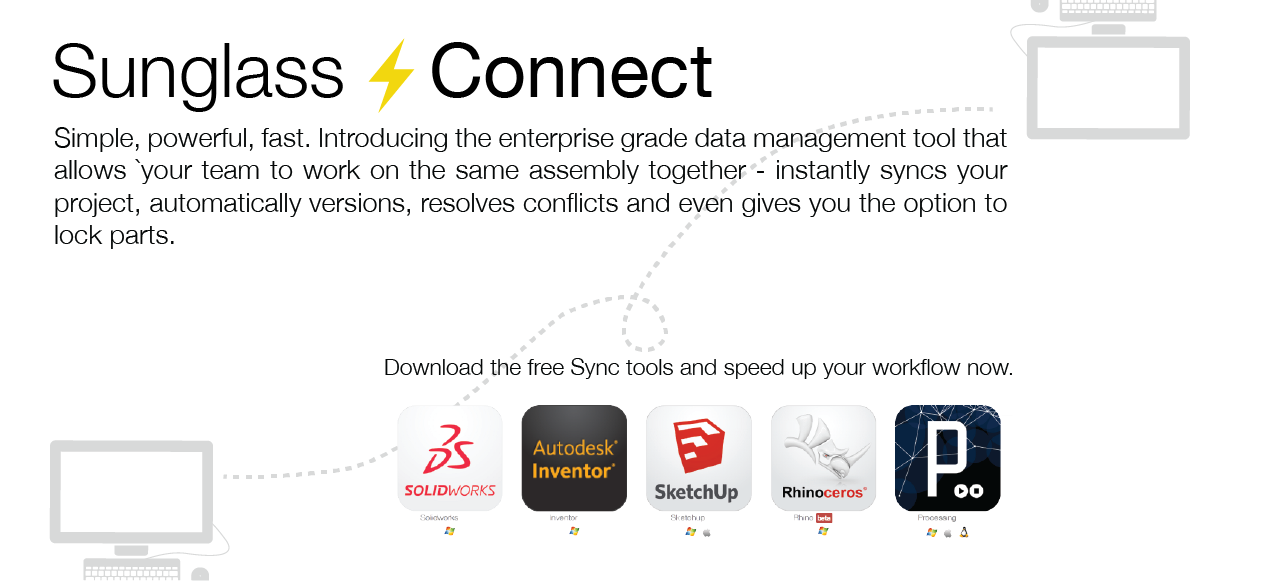 Sunglass Connect
Simple, powerful, fast. Introducing the enterprise grade data management tool that
allows `your team to work on the same assembly together - instantly syncs your
project, automatically versions, resolves conflicts and even gives you the option to
lock parts.
Download the free Sync tools and speed up your workflow now.
SOLIDWORKS
Autodesk®
Inventor®
SketchUp
Rhinoceros®
P
Solidworks
Inventor
Sketchup
Rhino beta
Processing